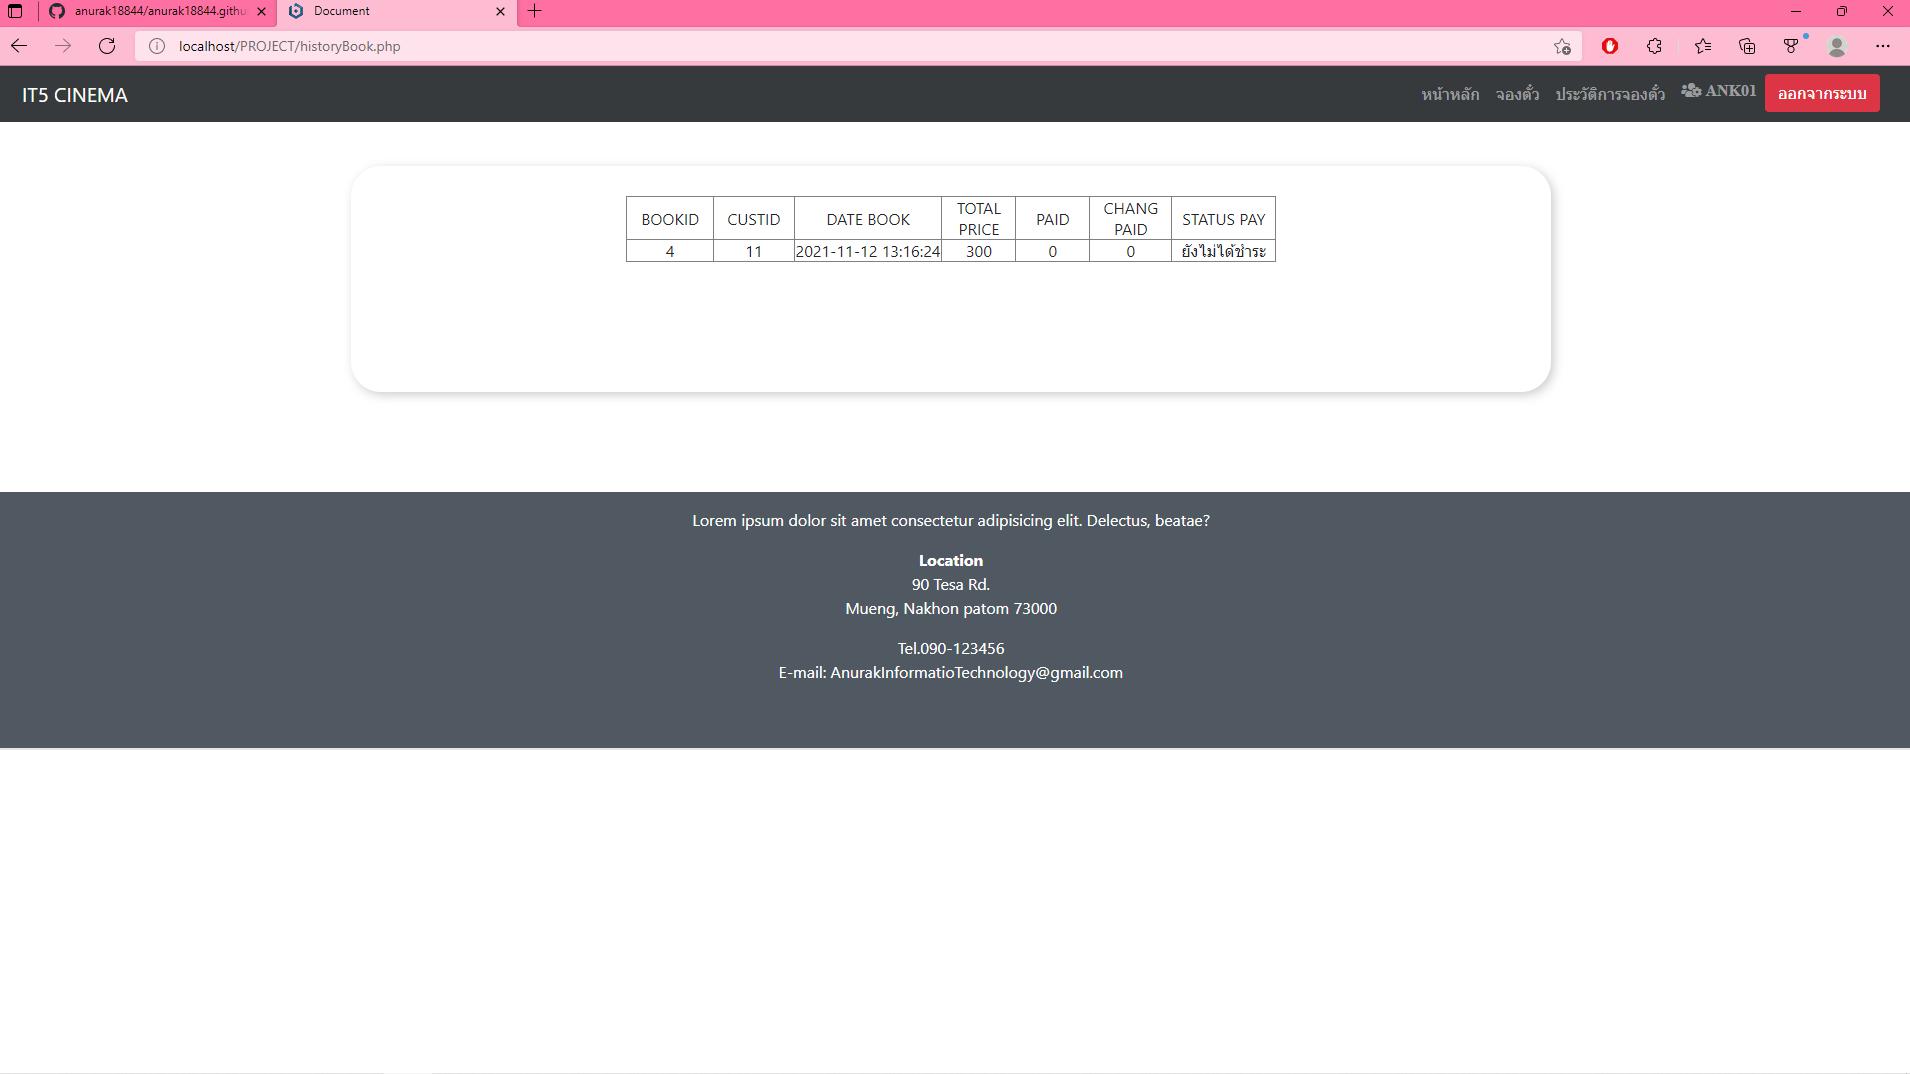 anurak18844/anurak18844.githu
Document
localhost/PROJECT/historyBook.php
IT5 CINEMA
หน้าหลัก จองตั๋ว ประวัติการจองตั๋ว ANK01 ออกจากระบบ
BOOKID CUSTID DATE BOOK TOTAL PRICE PAID CHANG PAID STATUS PAY
4 11 2021-11-12 13:16:24 300 0 0 ยังไม่ได้ชำระ
Lorem ipsum dolor sit amet consectetur adipisicing elit. Delectus, beatae?
Location
90 Tesa Rd.
Mueng, Nakhon patom 73000
Tel.090-123456
E-mail: AnurakInformatioTechnology@gmail.com